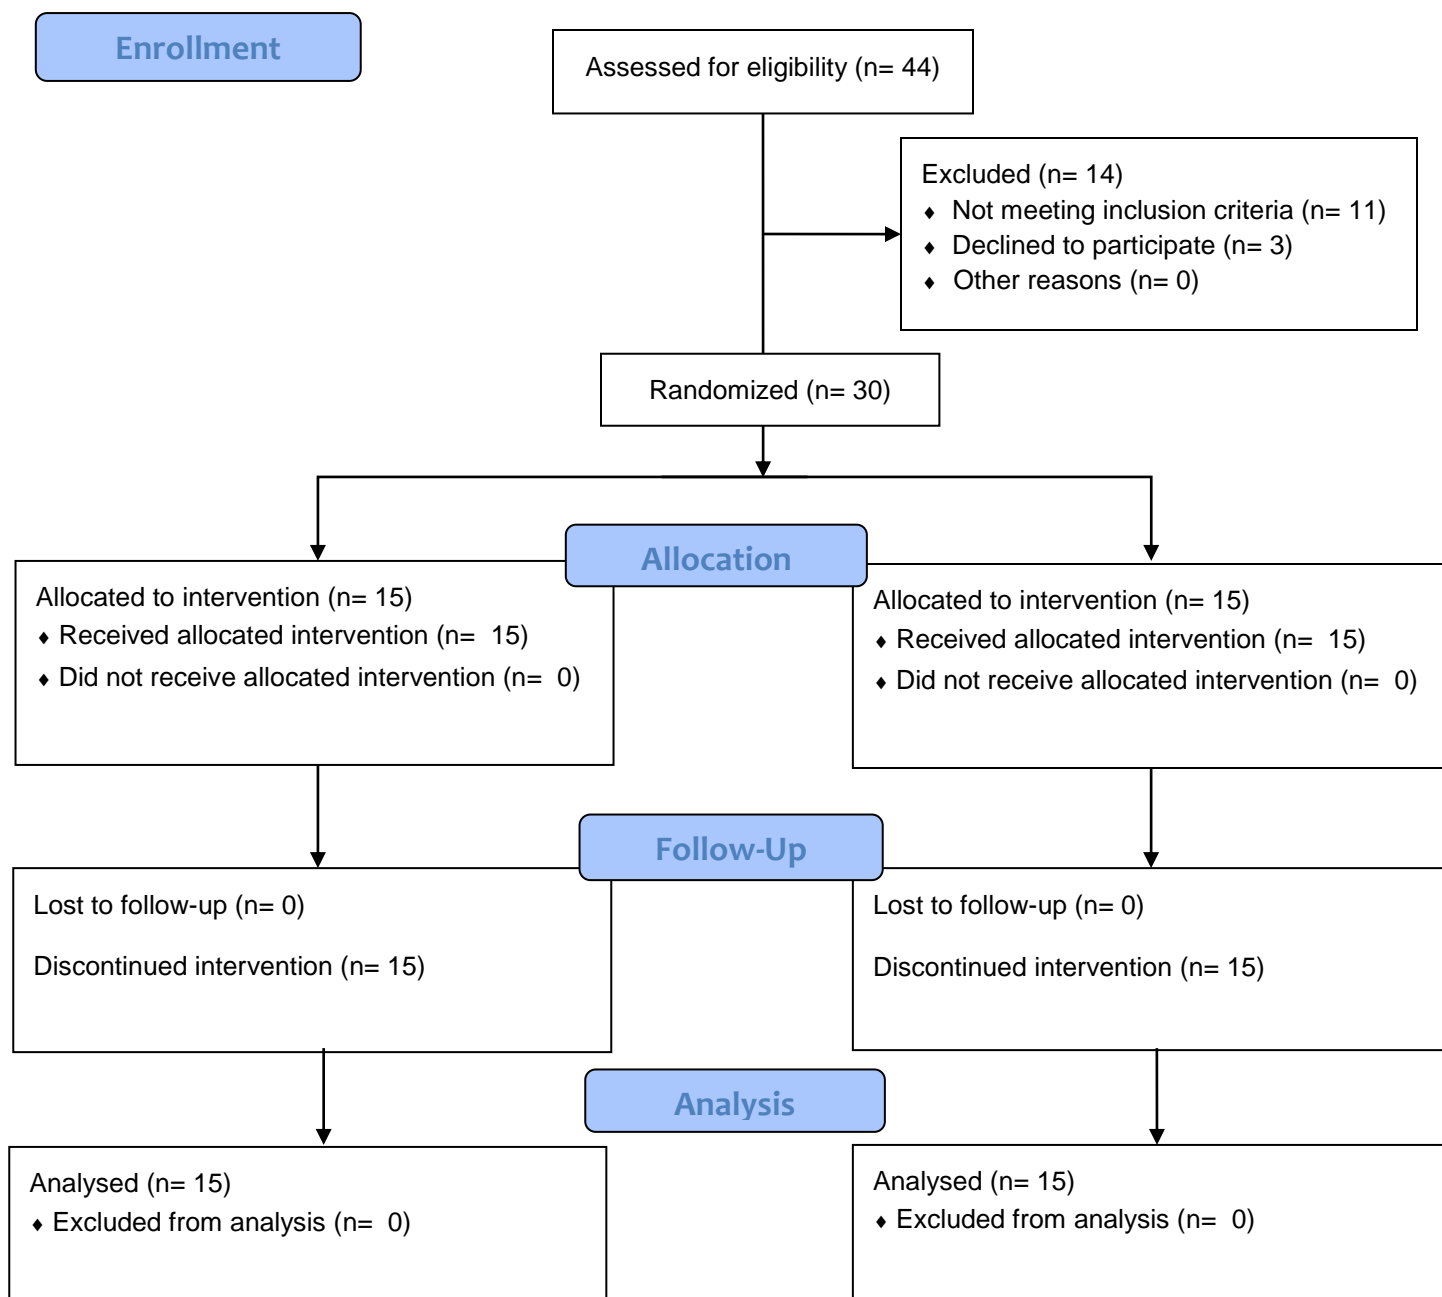 Enrollment
Assessed for eligibility (n= 44)
Excluded (n= 14)
♦ Not meeting inclusion criteria (n= 11)
♦ Declined to participate (n= 3)
♦ Other reasons (n= 0)
Randomized (n= 30)
Allocation
Allocated to intervention (n= 15)
♦ Received allocated intervention (n= 15)
♦ Did not receive allocated intervention (n= 0)
Allocated to intervention (n= 15)
♦ Received allocated intervention (n= 15)
♦ Did not receive allocated intervention (n= 0)
Follow-Up
Lost to follow-up (n= 0)
Discontinued intervention (n= 15)
Lost to follow-up (n= 0)
Discontinued intervention (n= 15)
Analysis
Analysed (n= 15)
♦ Excluded from analysis (n= 0)
Analysed (n= 15)
♦ Excluded from analysis (n= 0)